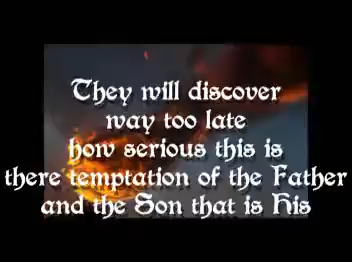 They will discover
way too late
how serious this is
there temptation of the Father
and the Son that is His